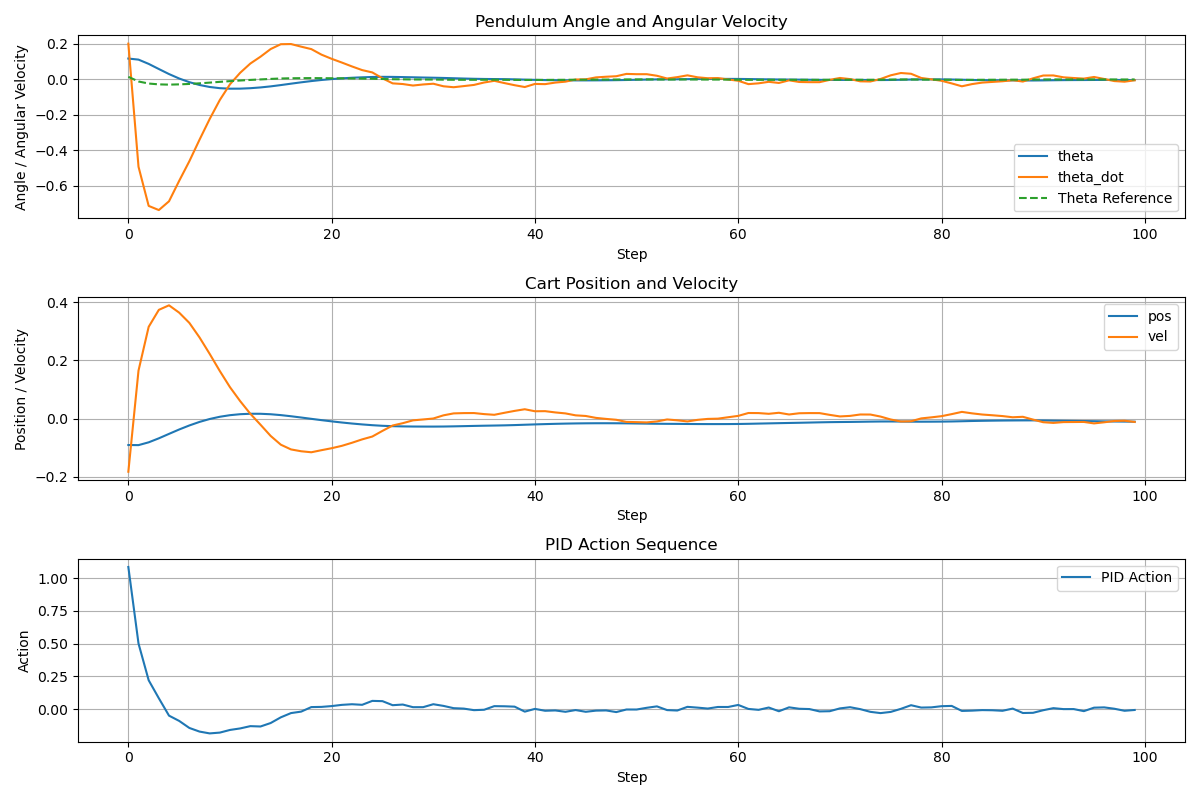 Pendulum Angle and Angular Velocity
Angle / Angular Velocity
0.2
0.0
−0.2
−0.4
−0.6
theta
theta_dot
Theta Reference
0 20 40 60 80 100
Step
Cart Position and Velocity
Position / Velocity
0.4
0.2
0.0
−0.2
pos
vel
0 20 40 60 80 100
Step
PID Action Sequence
Action
1.00
0.75
0.50
0.25
0.00
PID Action
0 20 40 60 80 100
Step